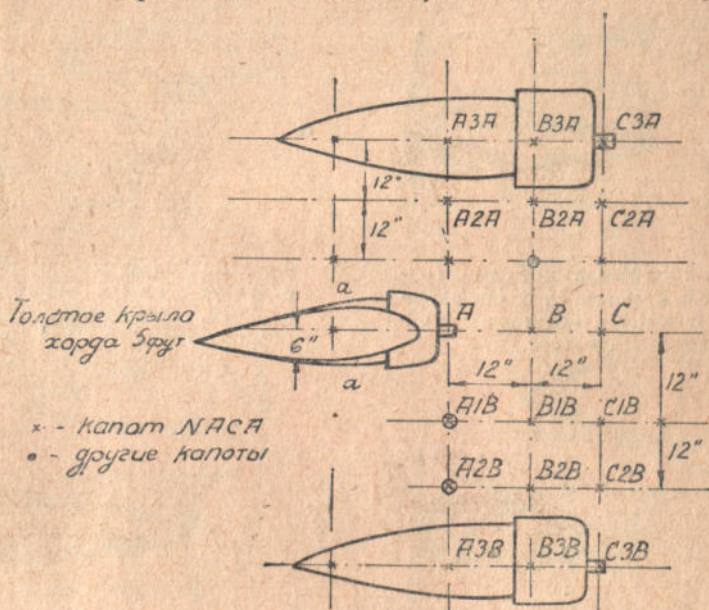 A3A B3A C3A
12"
A2A B2A C2A
12"
a
Толстое крыло
хорда 5фут
6"
A B C
a
12" 12"
12"
× - капот NACA
• - другие капоты
A1B B1B C1B
12"
A2B B2B C2B
A3B B3B C3B